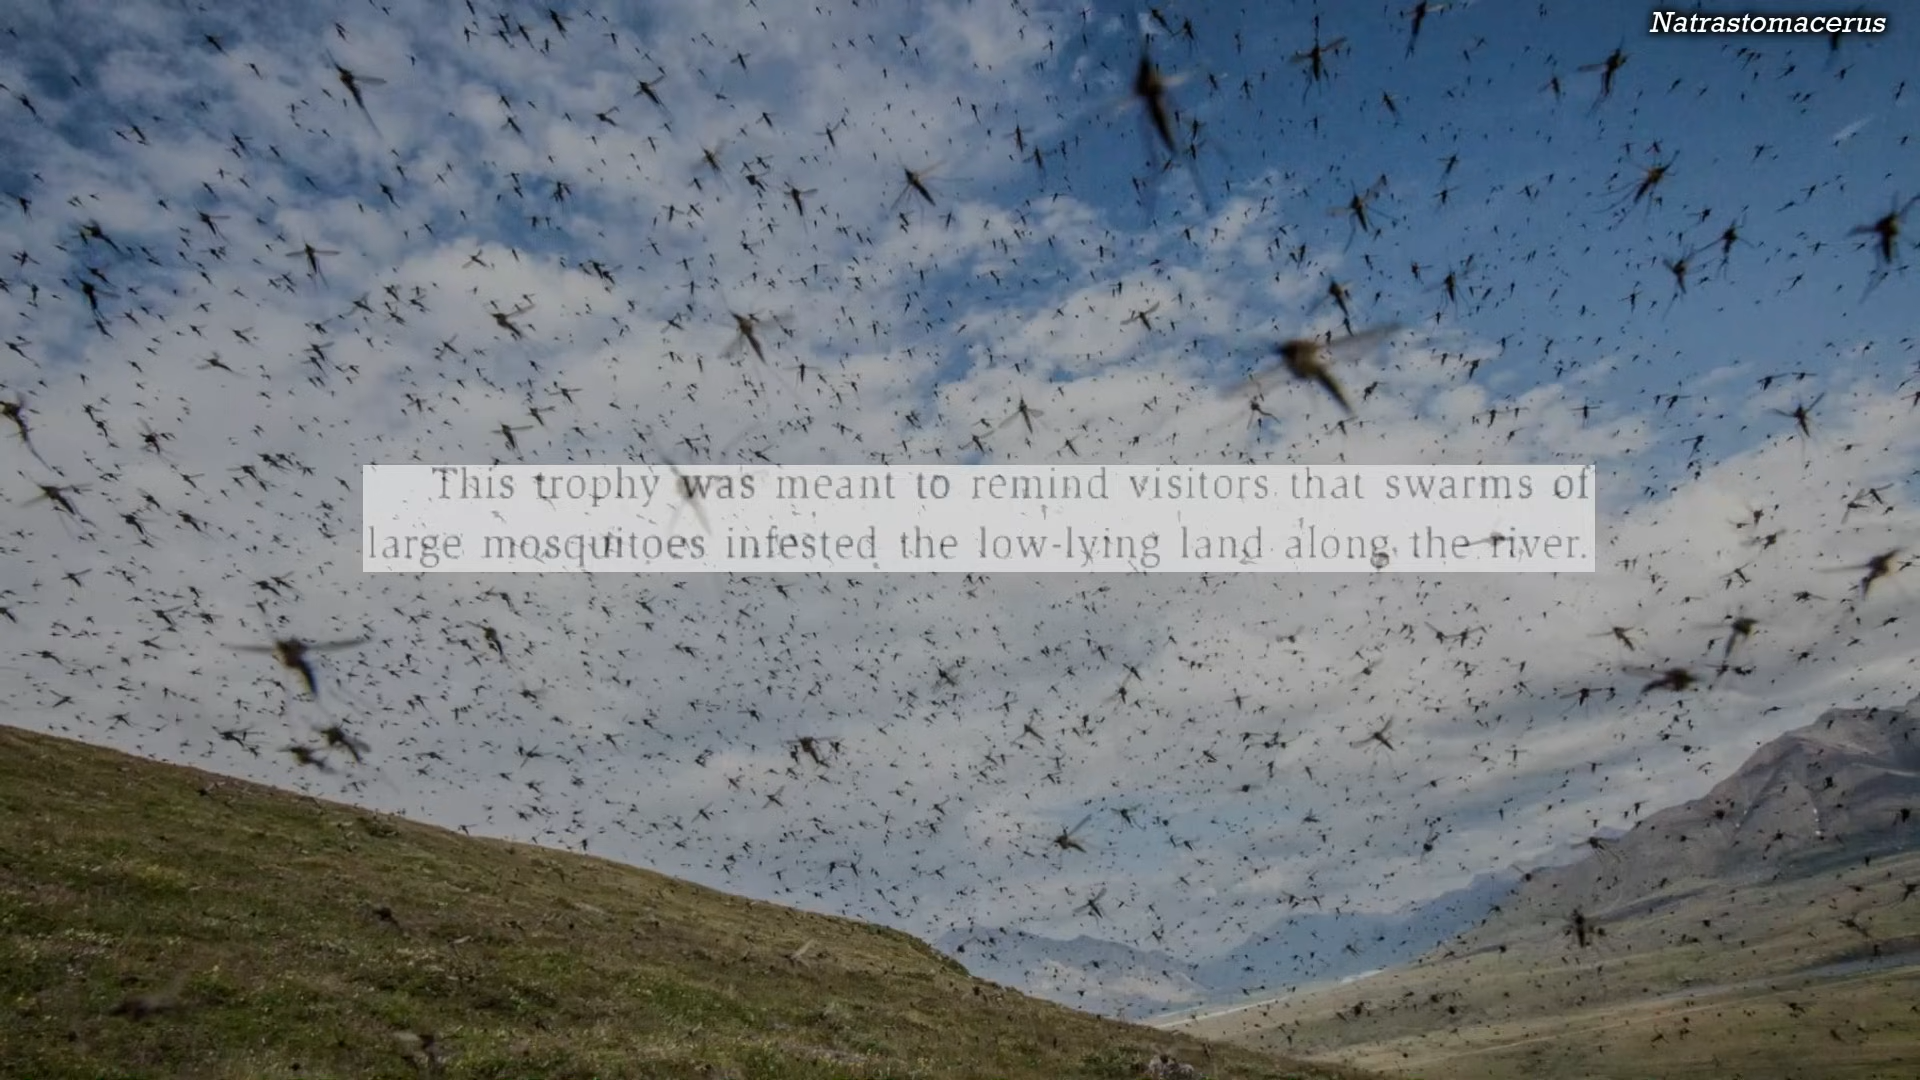 Natrastomacerus
This trophy was meant to remind visitors that swarms of
large mosquitoes infested the low-lying land along the river.